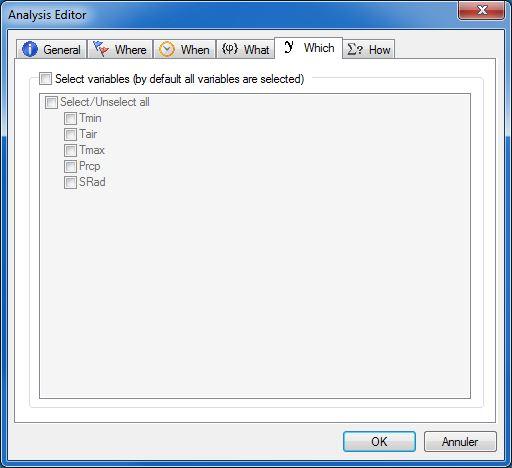 Analysis Editor
General Where When {φ} What y Which Σ? How
Select variables (by default all variables are selected)
Select/Unselect all
Tmin
Tair
Tmax
Prcp
SRad
OK Annuler